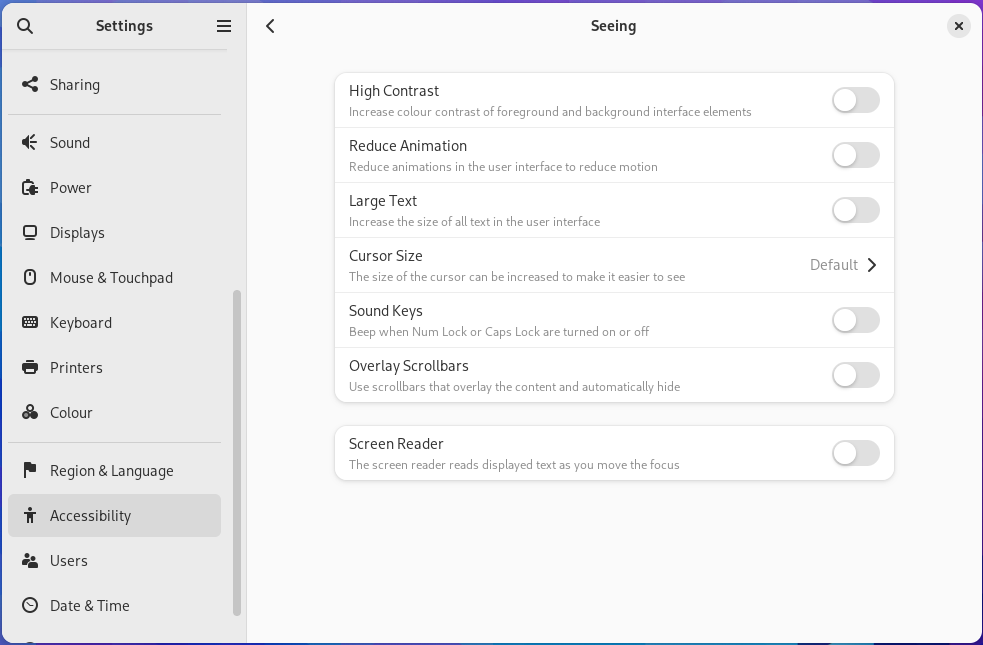 Settings
Seeing
Sharing
Sound
Power
Displays
Mouse & Touchpad
Keyboard
Printers
Colour
Region & Language
Accessibility
Users
Date & Time
High Contrast
Increase colour contrast of foreground and background interface elements
Reduce Animation
Reduce animations in the user interface to reduce motion
Large Text
Increase the size of all text in the user interface
Cursor Size
The size of the cursor can be increased to make it easier to see
Default
Sound Keys
Beep when Num Lock or Caps Lock are turned on or off
Overlay Scrollbars
Use scrollbars that overlay the content and automatically hide
Screen Reader
The screen reader reads displayed text as you move the focus